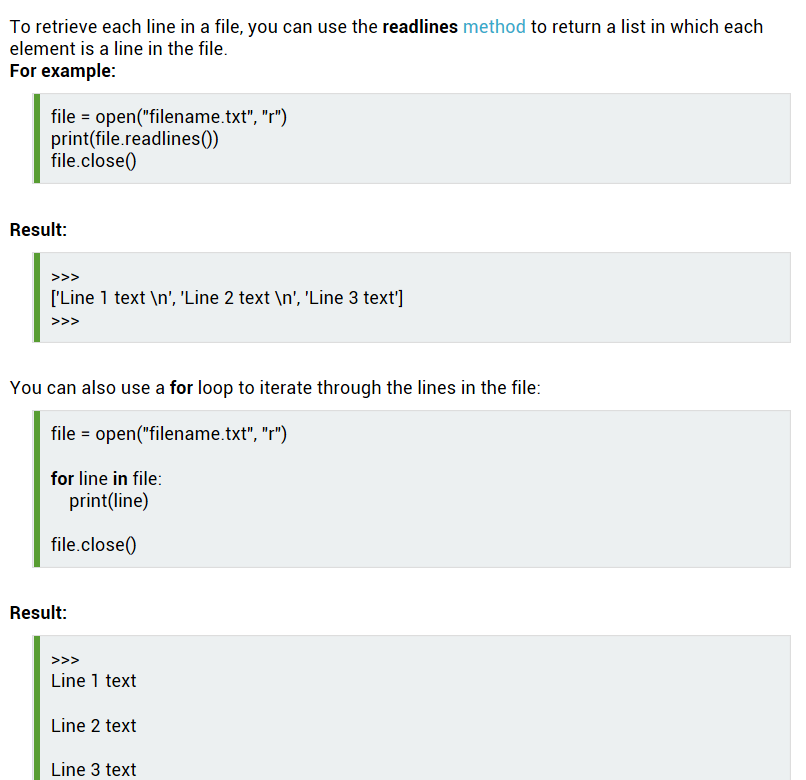 To retrieve each line in a file, you can use the readlines method to return a list in which each
element is a line in the file.
For example:
file = open("filename.txt", "r")
print(file.readlines())
file.close()
Result:
>>>
['Line 1 text \n', 'Line 2 text \n', 'Line 3 text']
>>>
You can also use a for loop to iterate through the lines in the file:
file = open("filename.txt", "r")
for line in file:
    print(line)
file.close()
Result:
>>>
Line 1 text
Line 2 text
Line 3 text